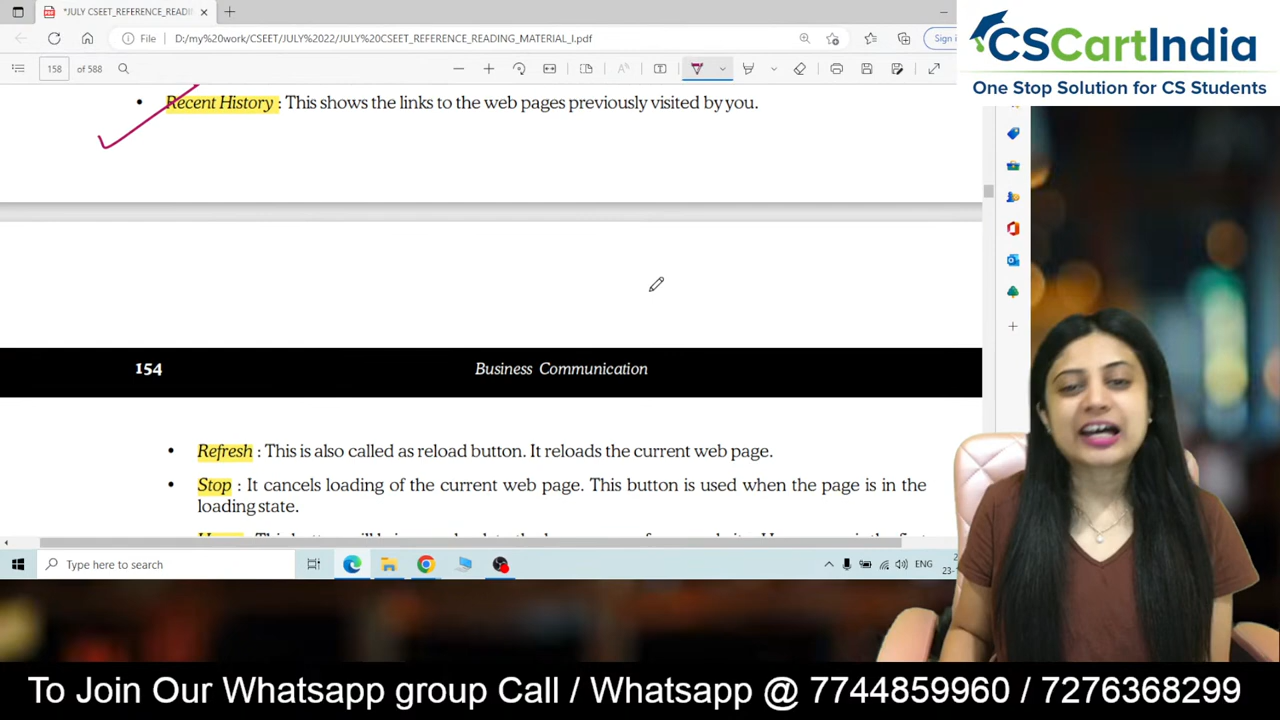 *JULY CSEET_REFERENCE_READI
CSCartIndia
One Stop Solution for CS Students
File
D:/my%20work/CSEET/JULY%2022/JULY%20CSEET_REFERENCE_READING_MATERIAL_I.pdf
Sign i
158
of 588
Recent History : This shows the links to the web pages previously visited by you.
154
Business Communication
Refresh : This is also called as reload button. It reloads the current web page.
Stop : It cancels loading of the current web page. This button is used when the page is in the
loading state.
Type here to search
ENG
To Join Our Whatsapp group Call / Whatsapp @ 7744859960 / 7276368299